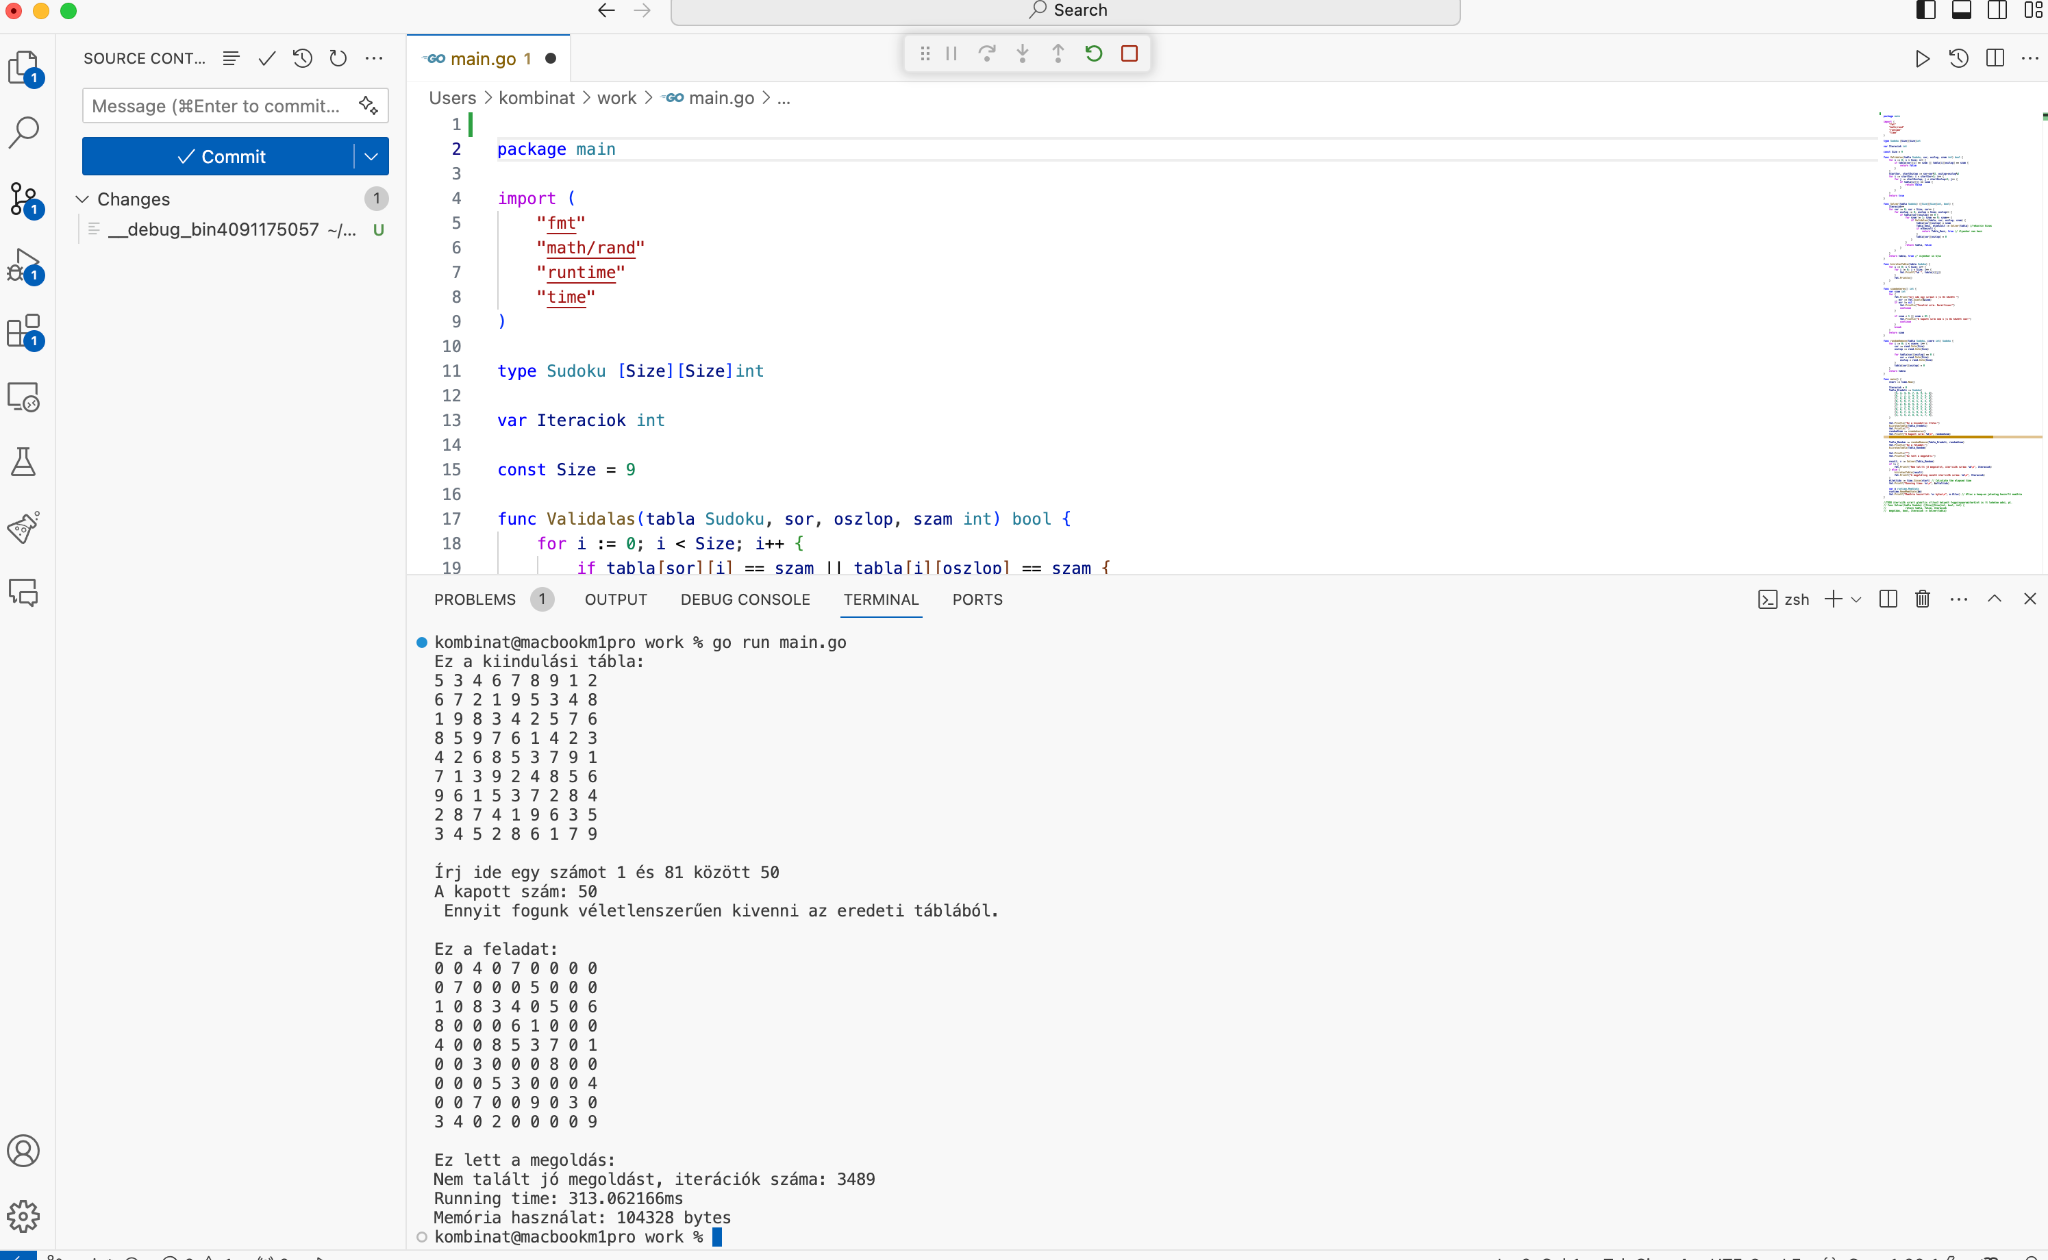 Search
SOURCE CONT...
main.go 1
Message (⌘Enter to commit...
Commit
Changes 1
__debug_bin4091175057 ~/... U
1
1
1
1
Users > kombinat > work > main.go > ...
1
2 package main
3
4 import (
5 "fmt"
6 "math/rand"
7 "runtime"
8 "time"
9 )
10
11 type Sudoku [Size][Size]int
12
13 var Iteraciok int
14
15 const Size = 9
16
17 func Validalas(tabla Sudoku, sor, oszlop, szam int) bool {
18 for i := 0; i < Size; i++ {
19 if tabla[sor][i] == szam || tabla[i][oszlop] == szam {
PROBLEMS 1 OUTPUT DEBUG CONSOLE TERMINAL PORTS
zsh
kombinat@macbookm1pro work % go run main.go
Ez a kiindulási tábla:
5 3 4 6 7 8 9 1 2
6 7 2 1 9 5 3 4 8
1 9 8 3 4 2 5 7 6
8 5 9 7 6 1 4 2 3
4 2 6 8 5 3 7 9 1
7 1 3 9 2 4 8 5 6
9 6 1 5 3 7 2 8 4
2 8 7 4 1 9 6 3 5
3 4 5 2 8 6 1 7 9
Írj ide egy számot 1 és 81 között 50
A kapott szám: 50
Ennyit fogunk véletlenszerűen kivenni az eredeti táblából.
Ez a feladat:
0 0 4 0 7 0 0 0 0
0 7 0 0 0 5 0 0 0
1 0 8 3 4 0 5 0 6
8 0 0 0 6 1 0 0 0
4 0 0 8 5 3 7 0 1
0 0 3 0 0 0 8 0 0
0 0 0 5 3 0 0 0 4
0 0 7 0 0 9 0 3 0
3 4 0 2 0 0 0 0 9
Ez lett a megoldás:
Nem talált jó megoldást, iterációk száma: 3489
Running time: 313.062166ms
Memória használat: 104328 bytes
kombinat@macbookm1pro work %